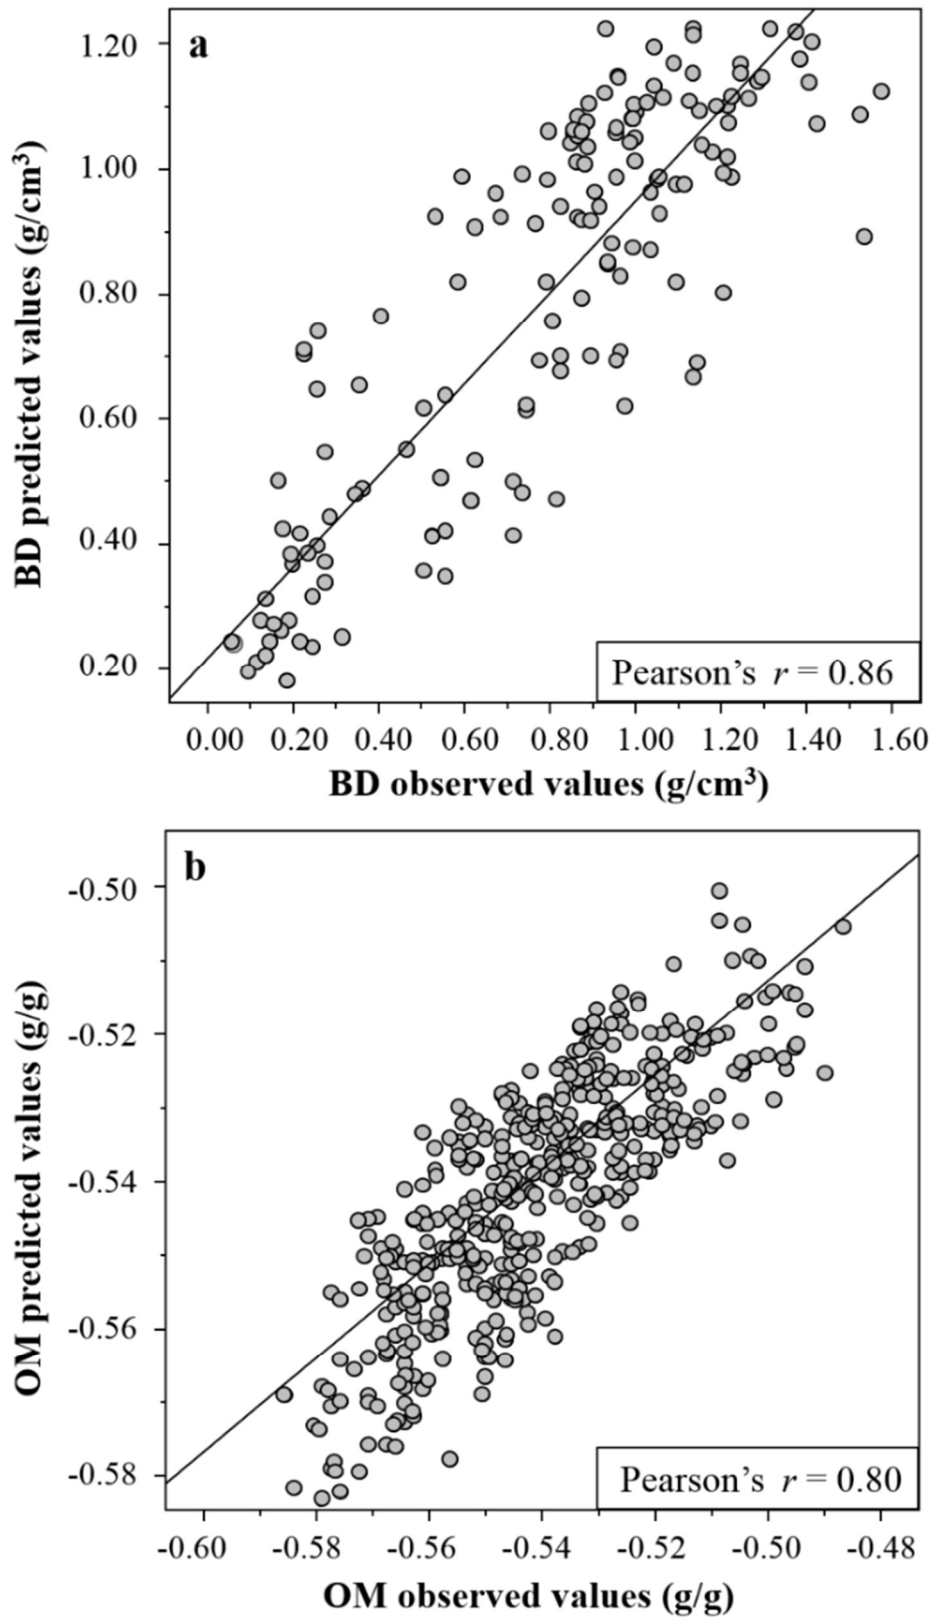 a
1.20
1.00
0.80
0.60
0.40
0.20
BD predicted values (g/cm³)
Pearson’s r = 0.86
0.00 0.20 0.40 0.60 0.80 1.00 1.20 1.40 1.60
BD observed values (g/cm³)
b
-0.50
-0.52
-0.54
-0.56
-0.58
OM predicted values (g/g)
Pearson’s r = 0.80
-0.60 -0.58 -0.56 -0.54 -0.52 -0.50 -0.48
OM observed values (g/g)